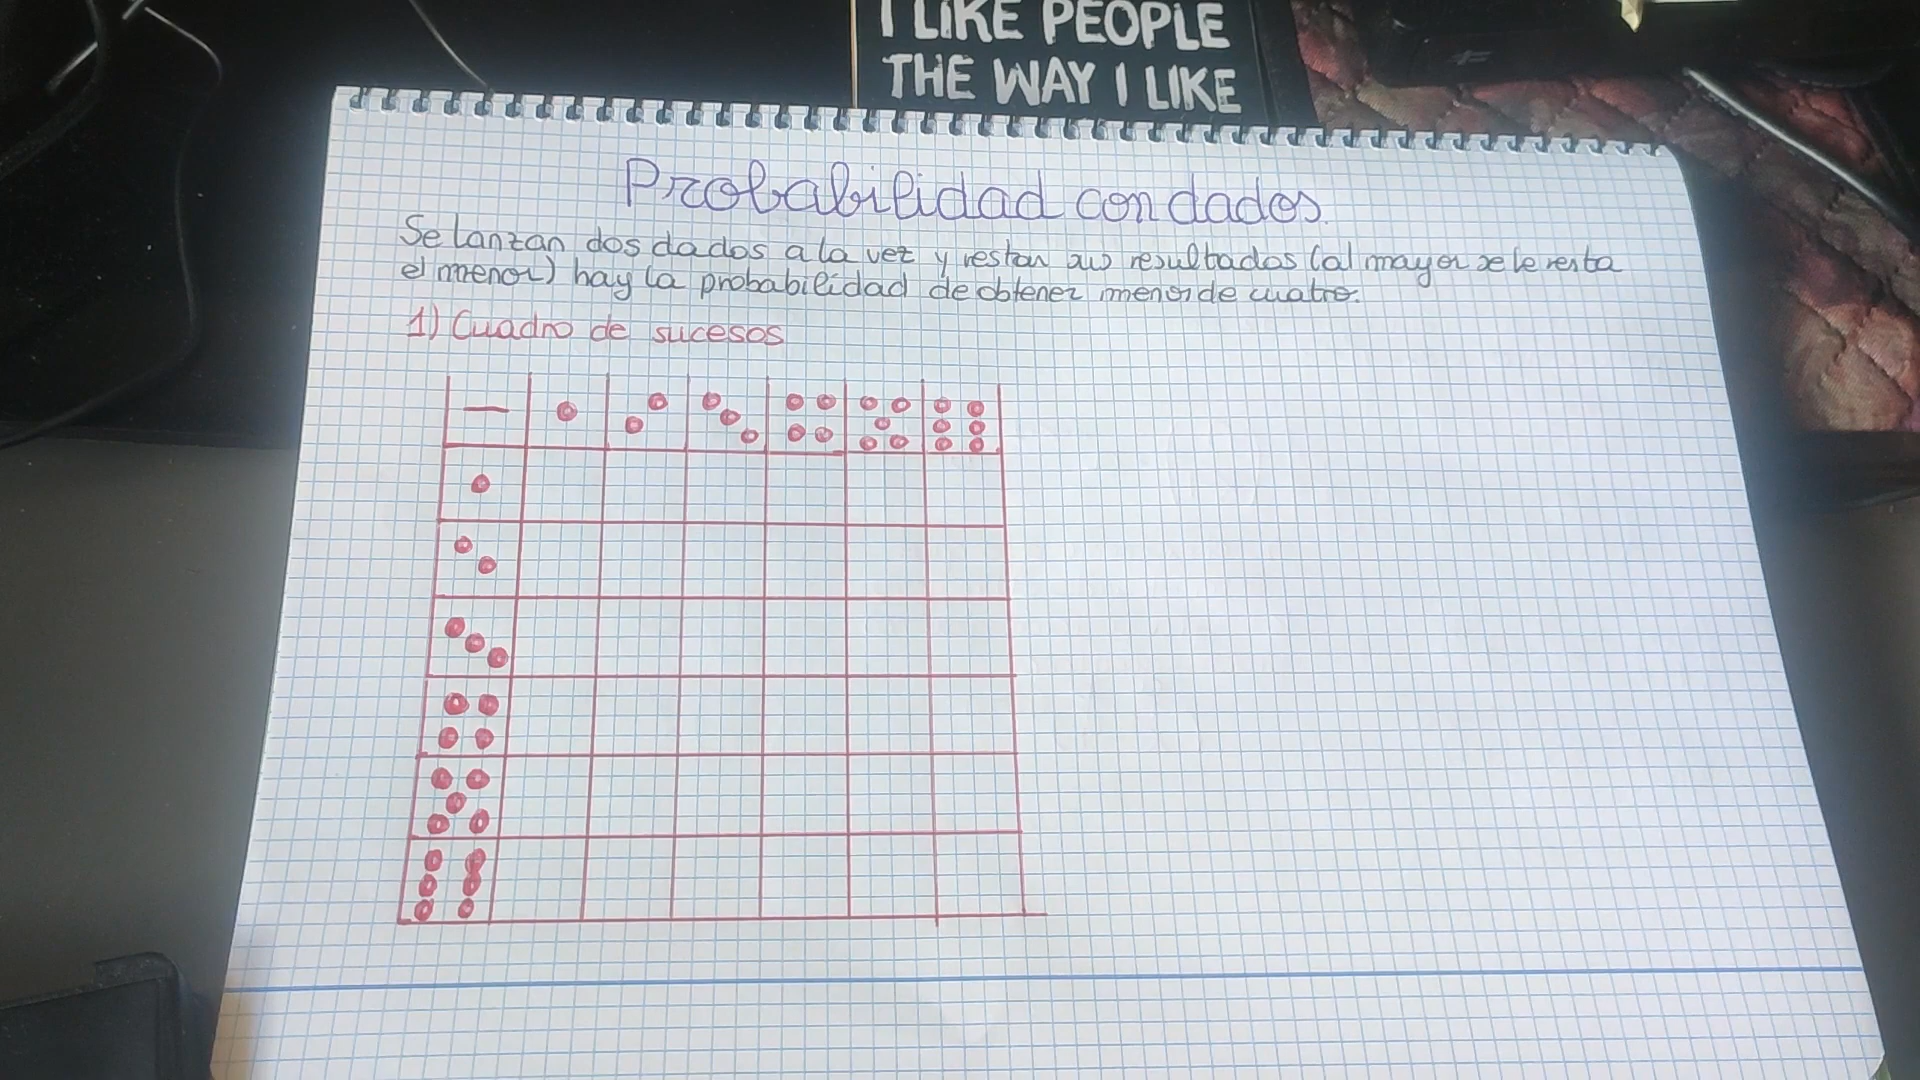 I LIKE PEOPLE
THE WAY I LIKE
Probabilidad con dados.
Se lanzan dos dados a la vez y restan sus resultados (al mayor se le resta
el menor) hay la probabilidad de obtener menor de cuatro.
1) Cuadro de sucesos